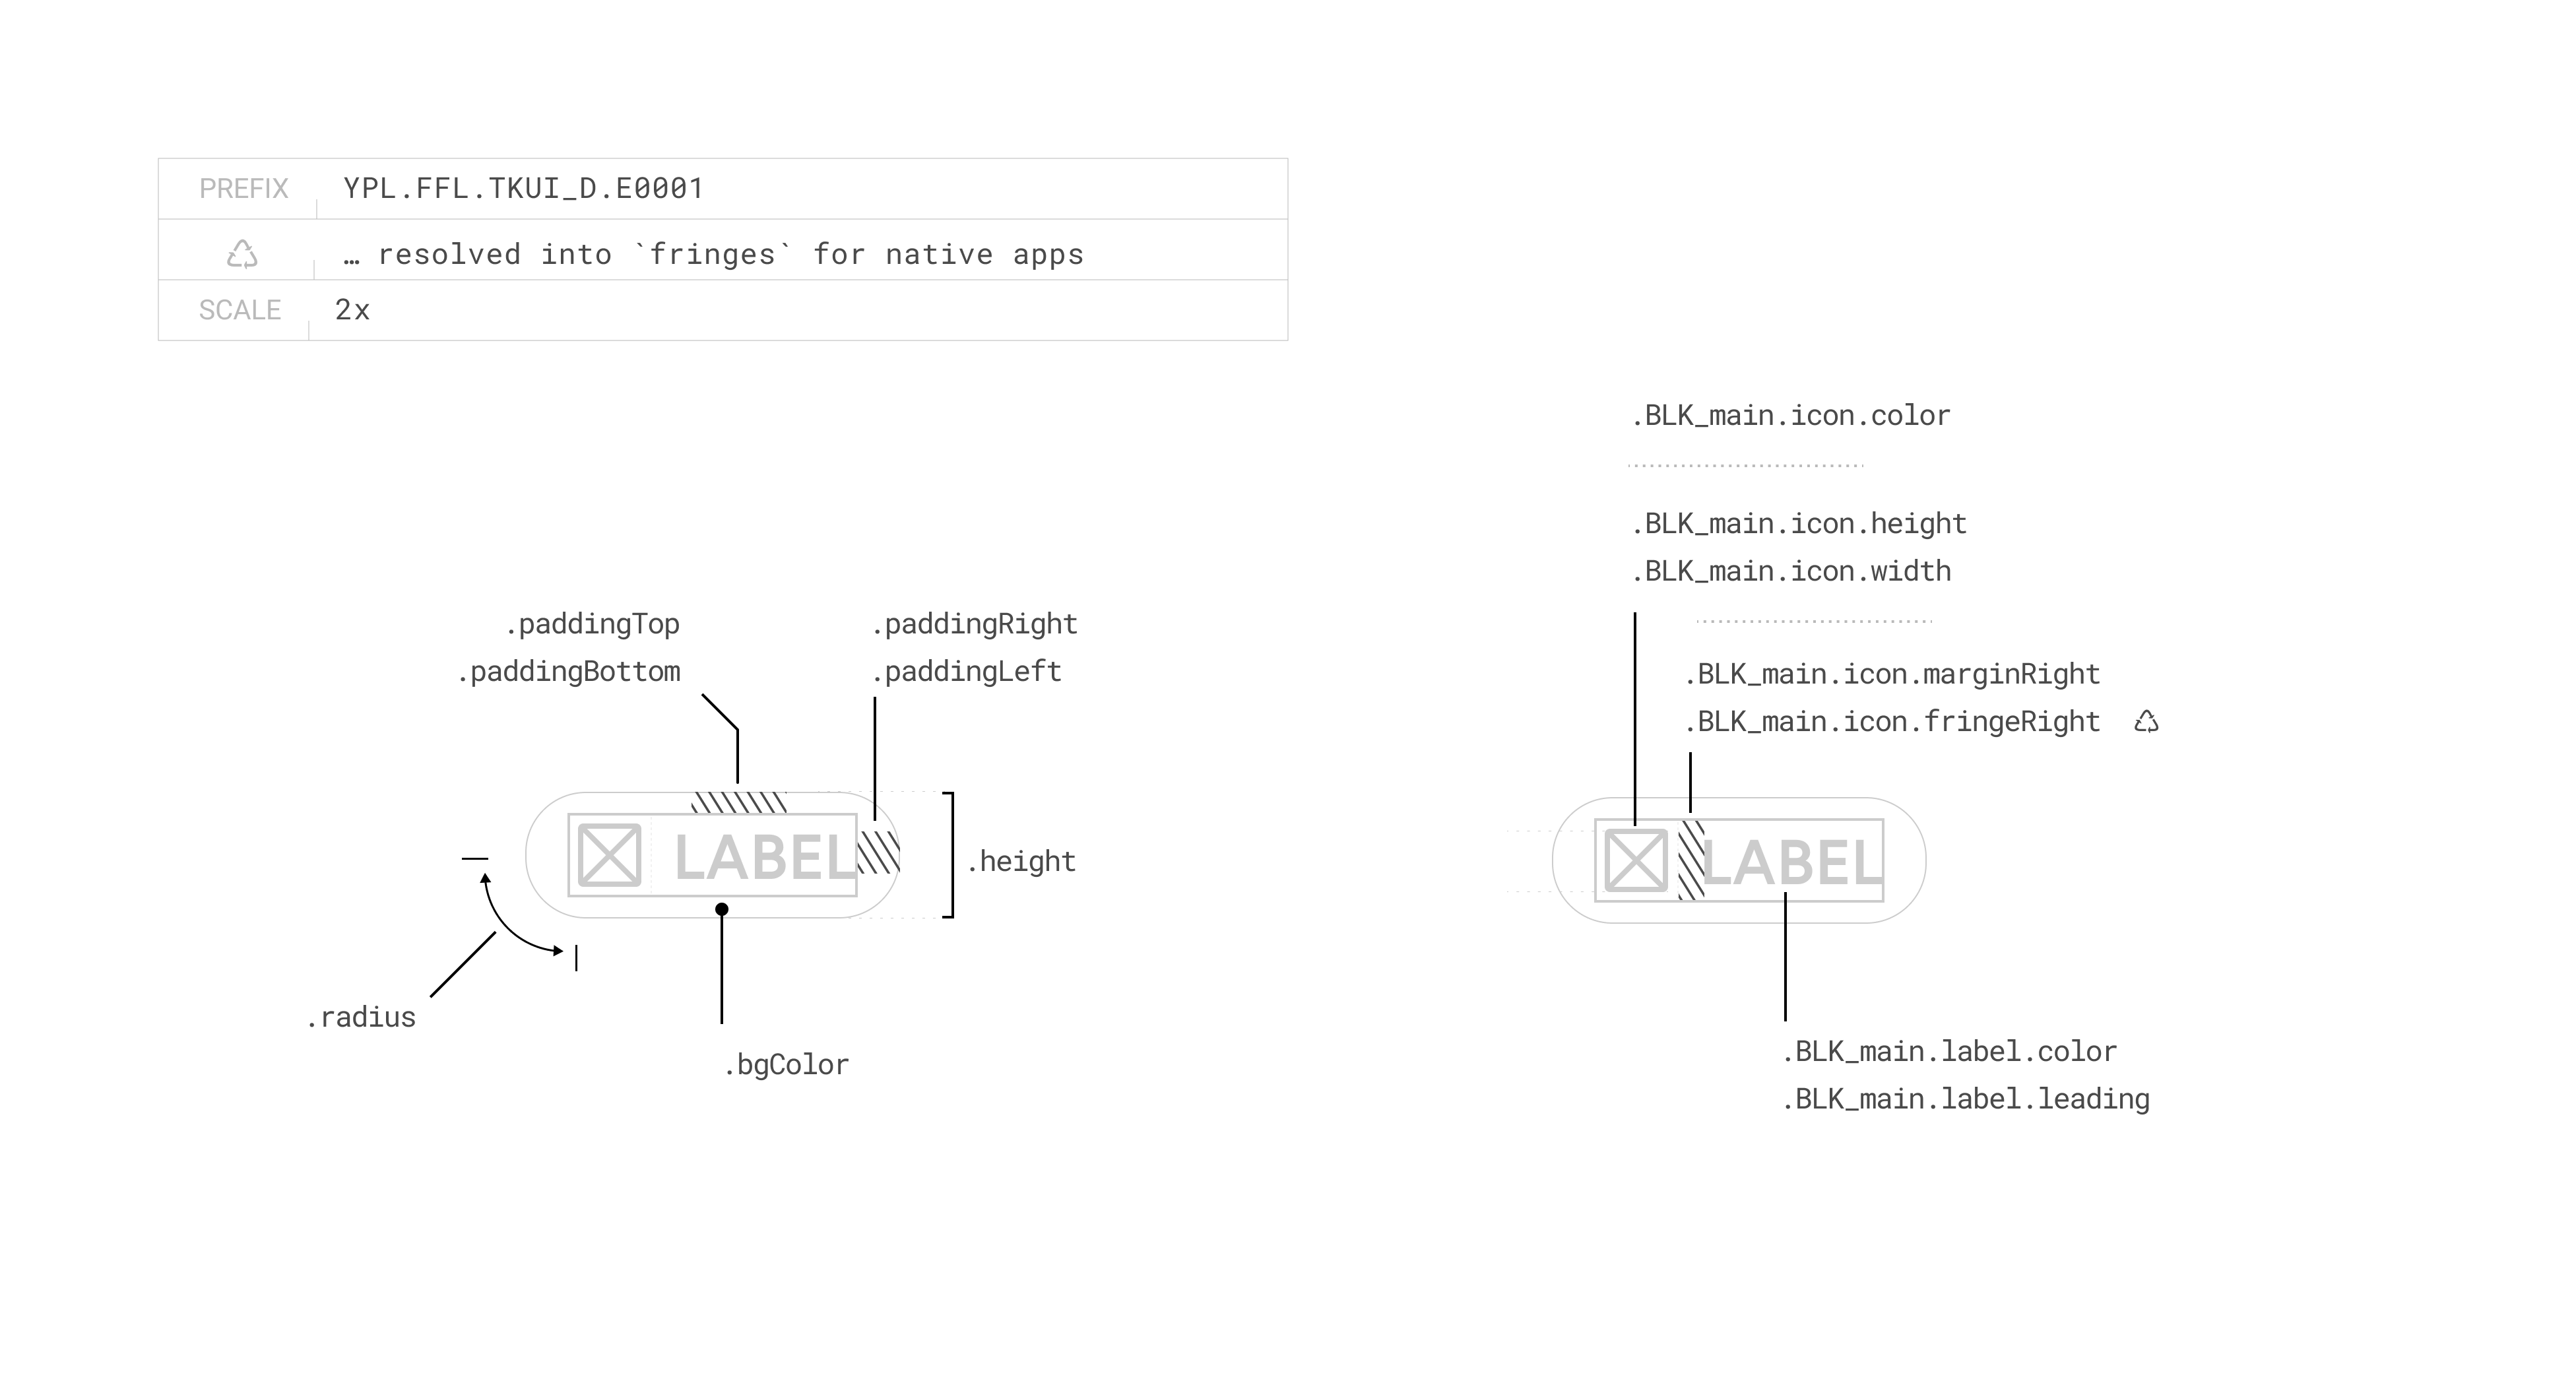 PREFIX YPL.FFL.TKUI_D.E0001
… resolved into `fringes` for native apps
SCALE 2x
.paddingTop
.paddingBottom
.paddingRight
.paddingLeft
LABEL
.height
.radius
.bgColor
.BLK_main.icon.color
.BLK_main.icon.height
.BLK_main.icon.width
.BLK_main.icon.marginRight
.BLK_main.icon.fringeRight
LABEL
.BLK_main.label.color
.BLK_main.label.leading